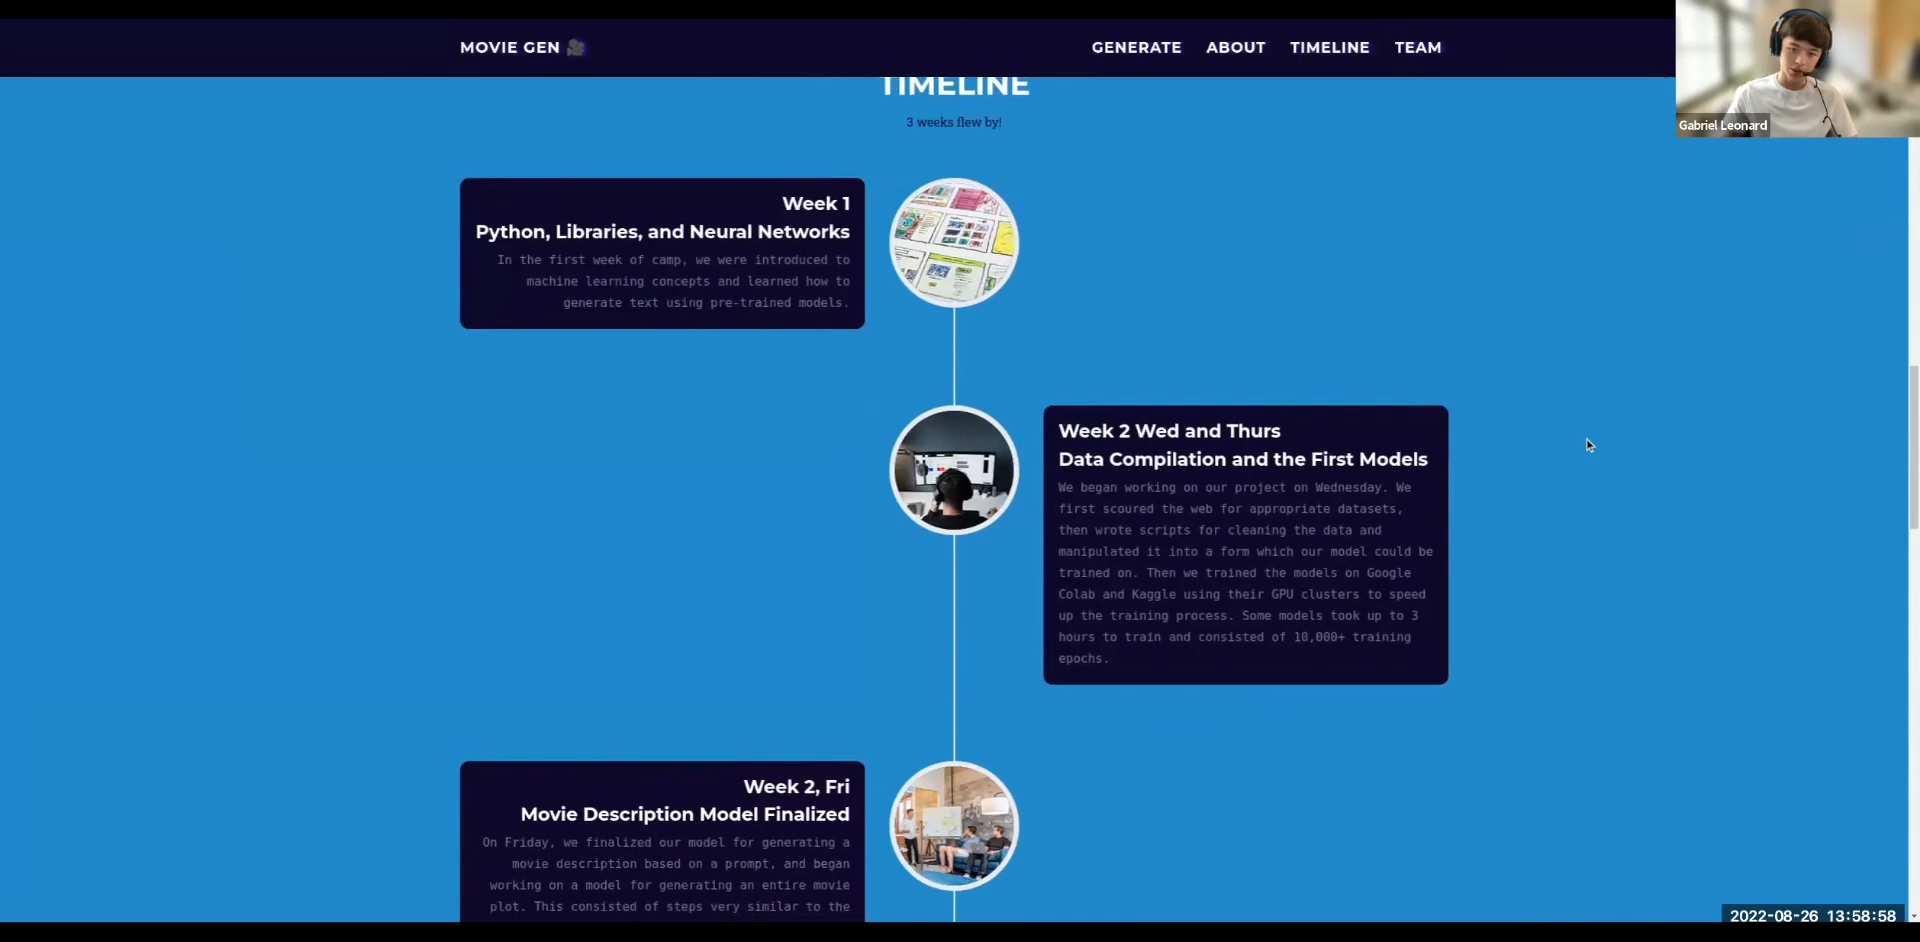 MOVIE GEN
GENERATE ABOUT TIMELINE TEAM
Gabriel Leonard
TIMELINE
3 weeks flew by!
Week 1
Python, Libraries, and Neural Networks
In the first week of camp, we were introduced to
machine learning concepts and learned how to
generate text using pre-trained models.
Week 2 Wed and Thurs
Data Compilation and the First Models
We began working on our project on Wednesday. We
first scoured the web for appropriate datasets,
then wrote scripts for cleaning the data and
manipulated it into a form which our model could be
trained on. Then we trained the models on Google
Colab and Kaggle using their GPU clusters to speed
up the training process. Some models took up to 3
hours to train and consisted of 10,000+ training
epochs.
Week 2, Fri
Movie Description Model Finalized
On Friday, we finalized our model for generating a
movie description based on a prompt, and began
working on a model for generating an entire movie
plot. This consisted of steps very similar to the
2022-08-26 13:58:58